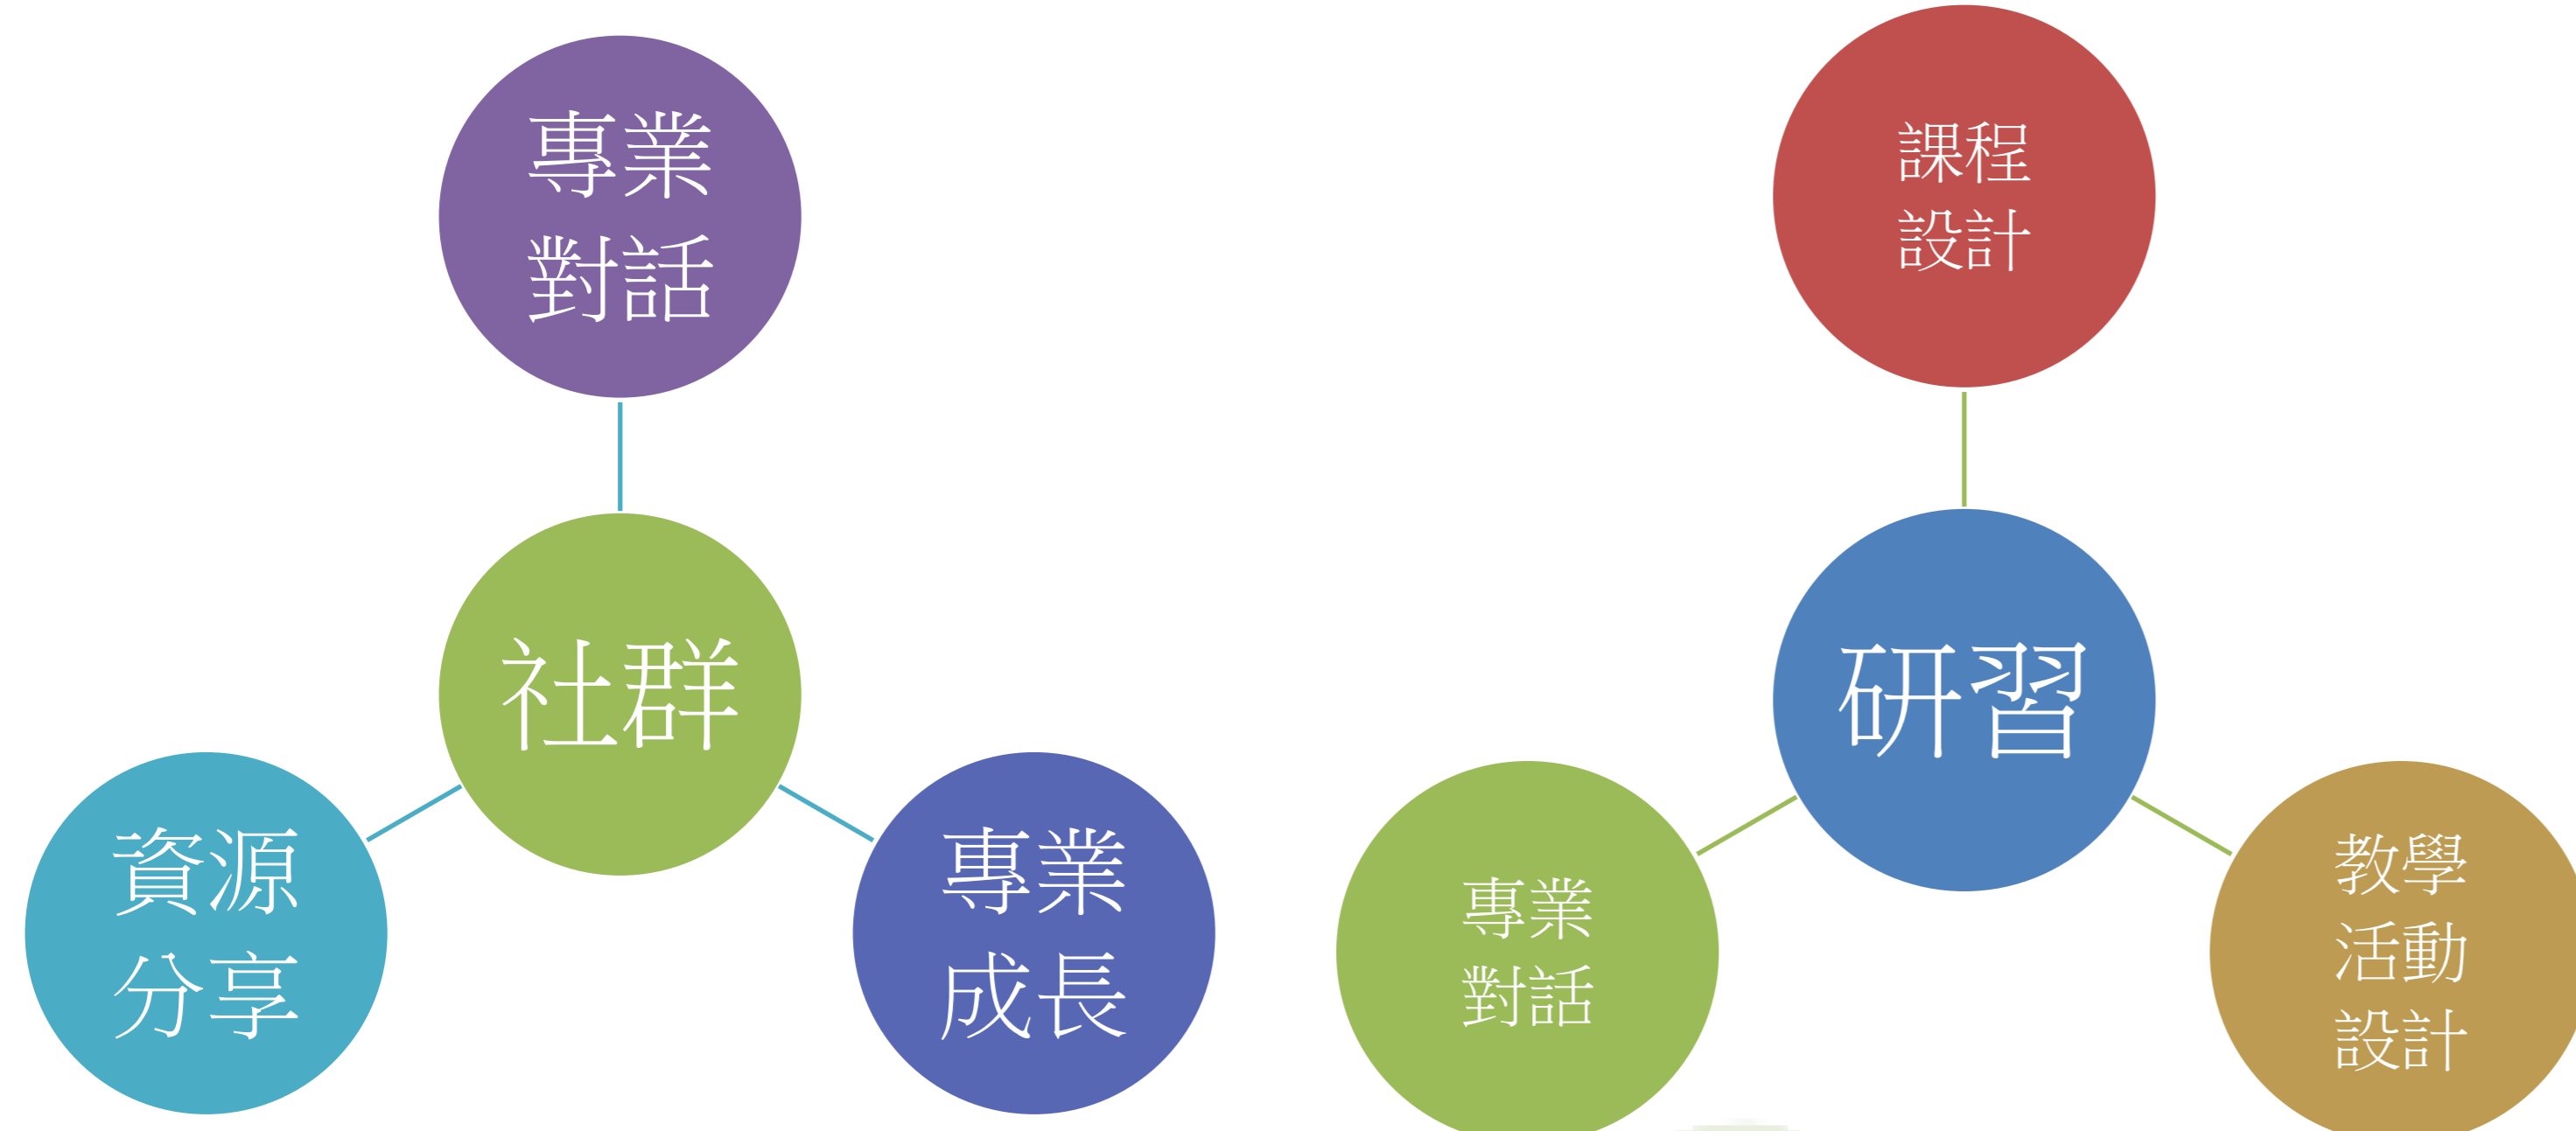 專業
對話
社群
資源
分享
專業
成長
課程
設計
研習
專業
對話
教學
活動
設計